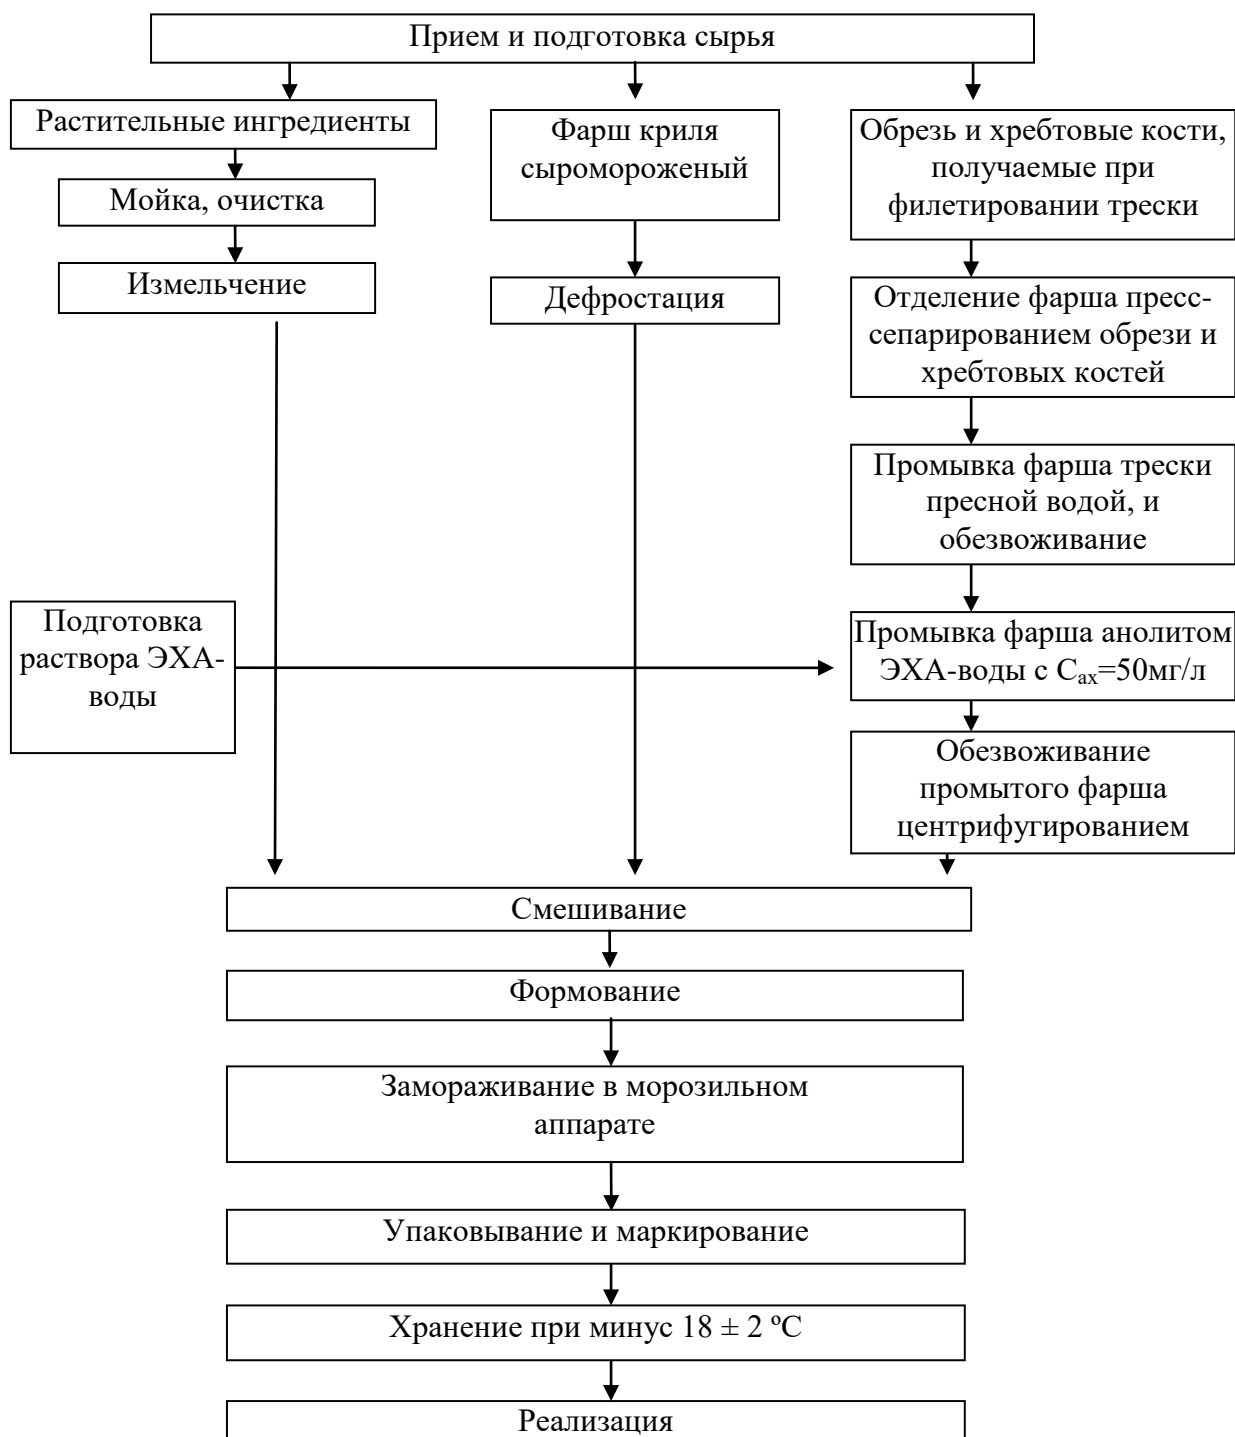 Прием и подготовка сырья
Растительные ингредиенты
Мойка, очистка
Измельчение
Фарш криля
сыромороженый
Дефростация
Обрезь и хребтовые кости,
получаемые при
филетировании трески
Отделение фарша пресс-
сепарированием обрези и
хребтовых костей
Промывка фарша трески
пресной водой, и
обезвоживание
Подготовка
раствора ЭХА-
воды
Промывка фарша анолитом
ЭХА-воды с Cах=50мг/л
Обезвоживание
промытого фарша
центрифугированием
Смешивание
Формование
Замораживание в морозильном
аппарате
Упаковывание и маркирование
Хранение при минус 18 ± 2 ºС
Реализация